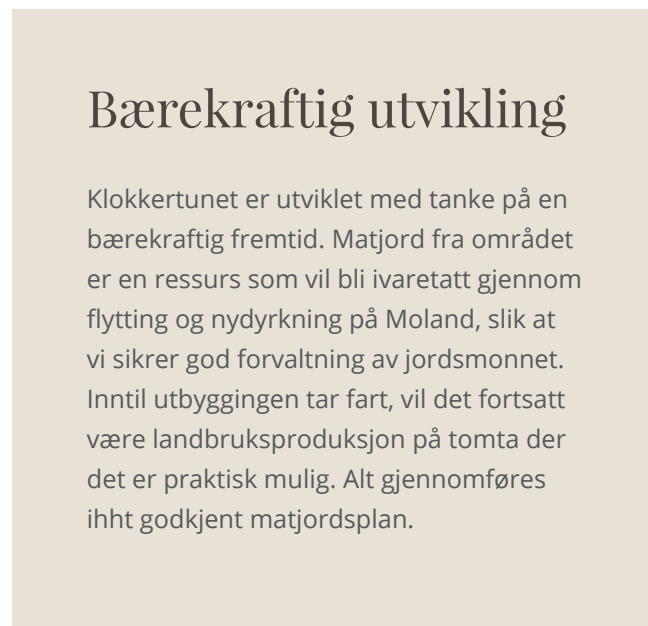 Bærekraftig utvikling
Klokkertunet er utviklet med tanke på en
bærekraftig fremtid. Matjord fra området
er en ressurs som vil bli ivaretatt gjennom
flytting og nydyrkning på Moland, slik at
vi sikrer god forvaltning av jordsmonnet.
Inntil utbyggingen tar fart, vil det fortsatt
være landbruksproduksjon på tomta der
det er praktisk mulig. Alt gjennomføres
ihht godkjent matjordsplan.